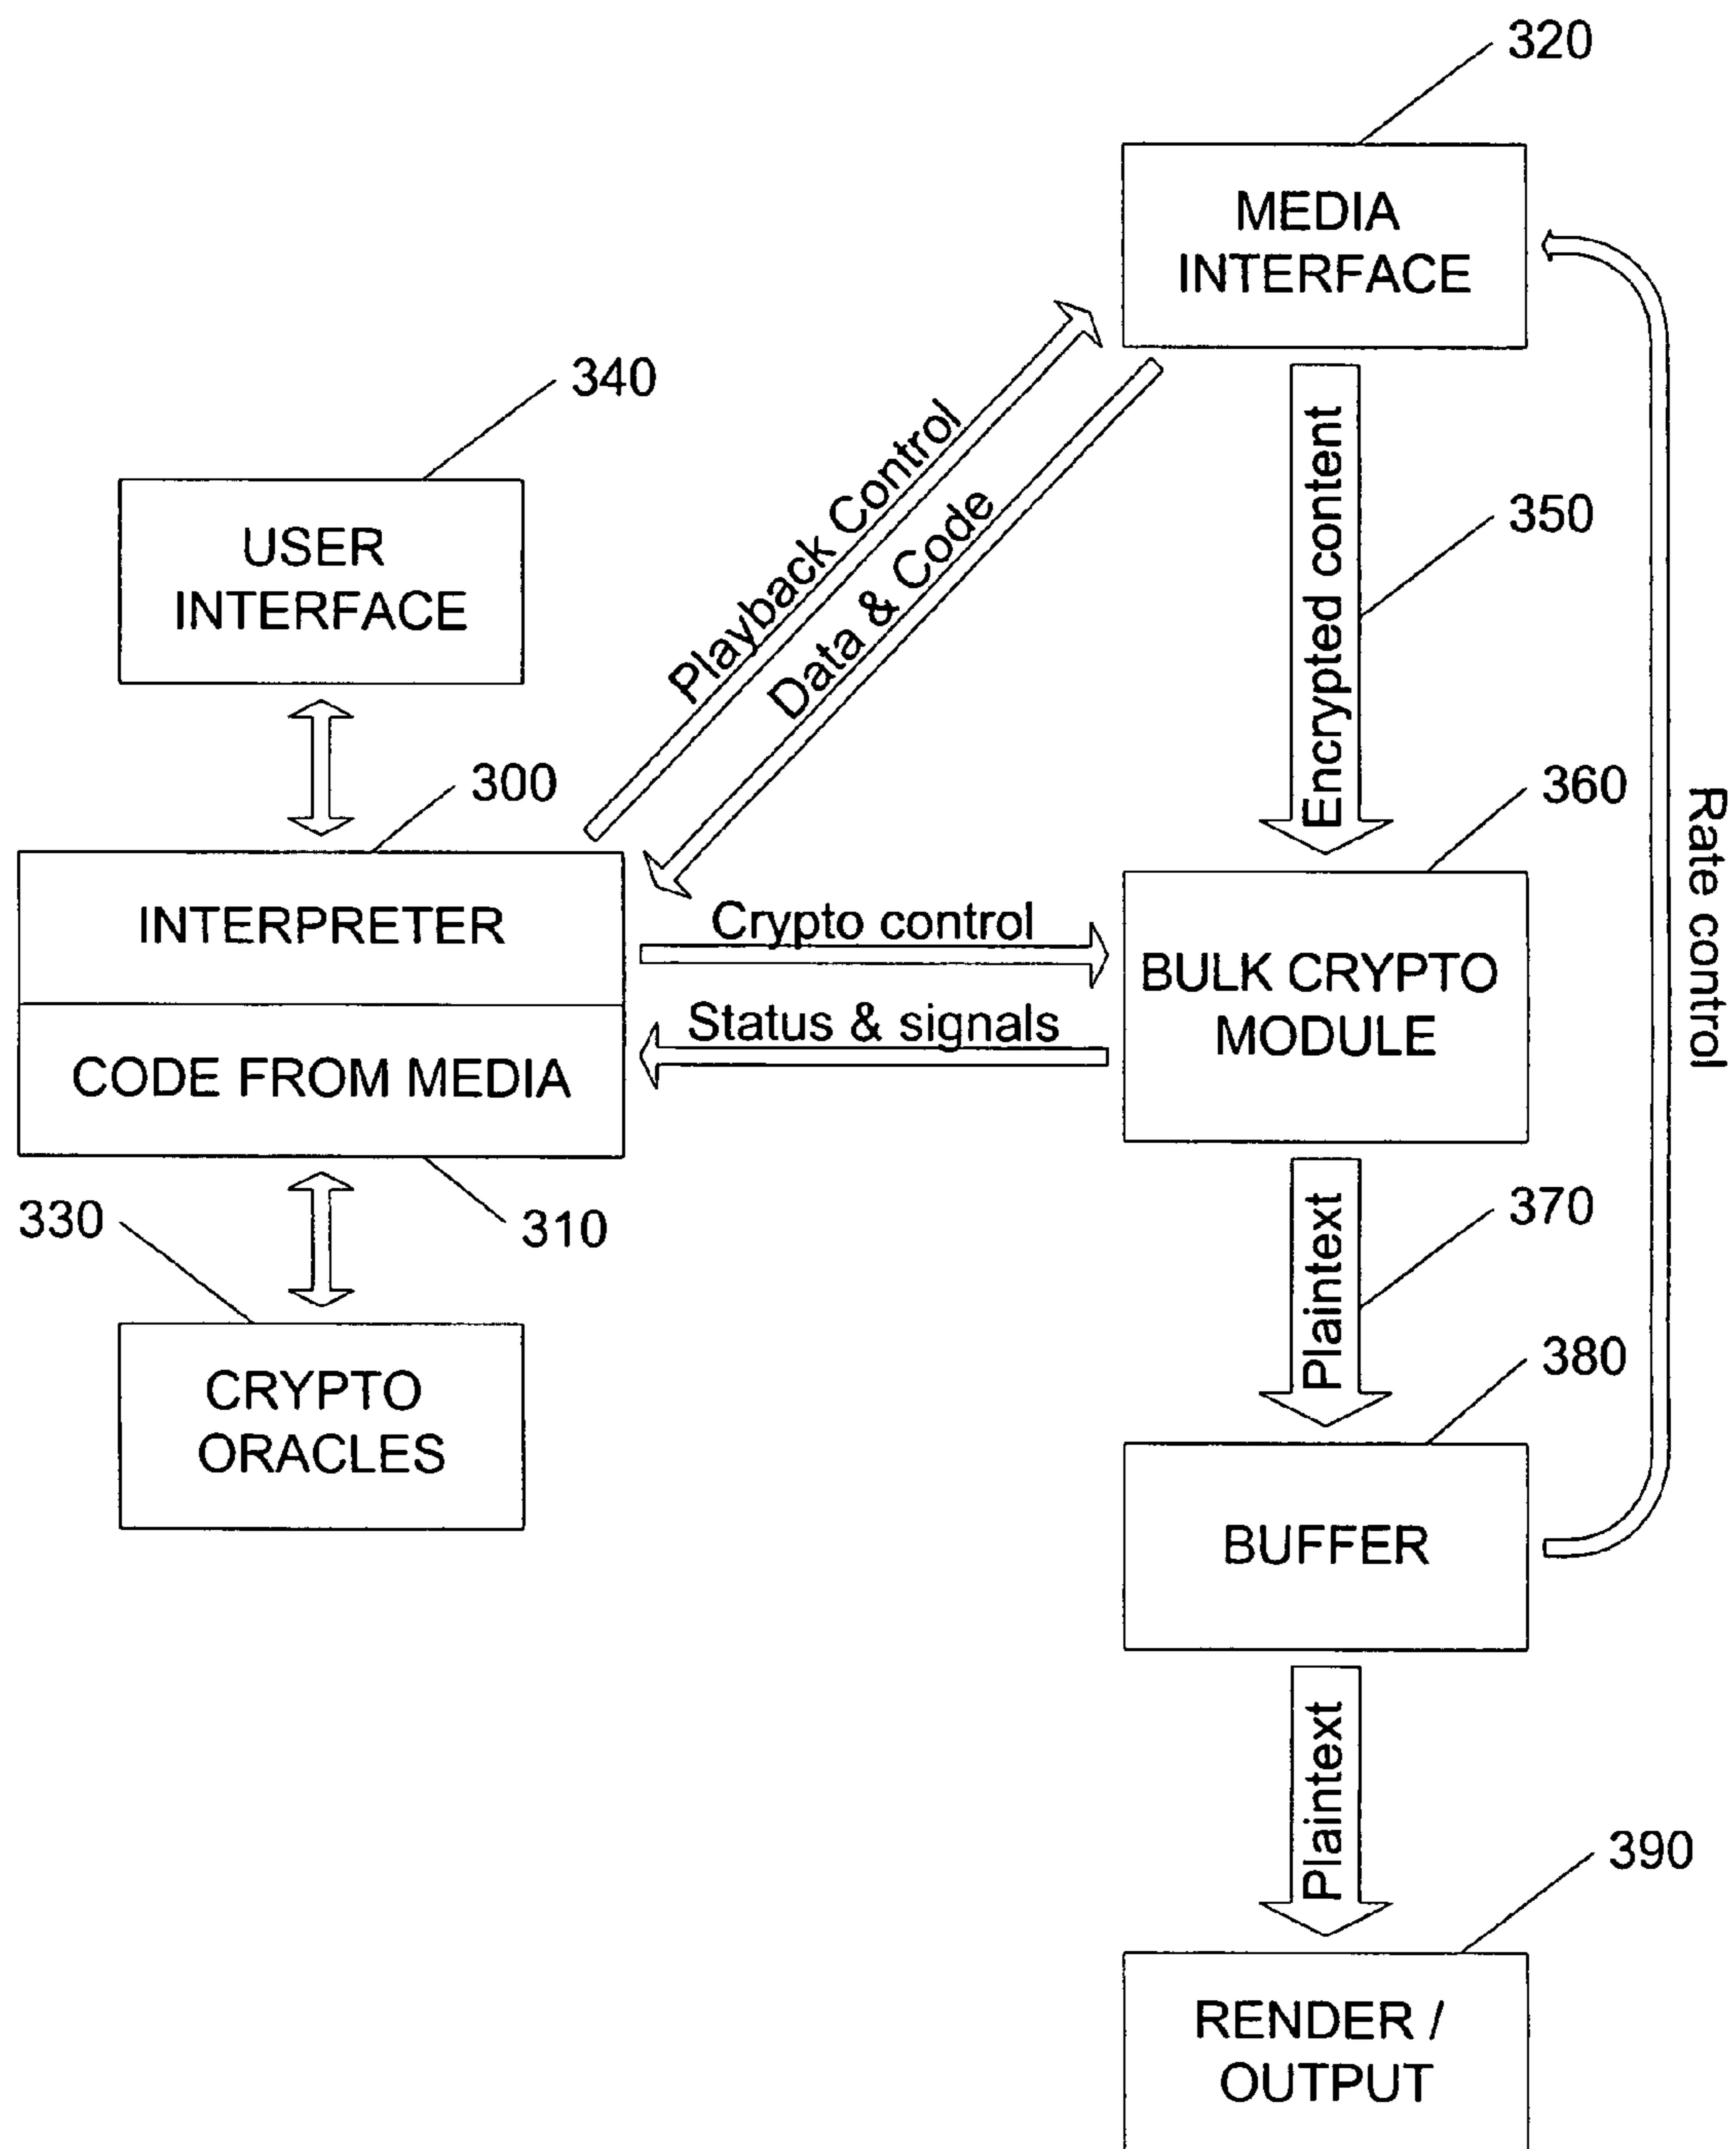 320
MEDIA
INTERFACE
340
USER
INTERFACE
Playback Control
Data & Code
Encrypted content
350
300
INTERPRETER
CODE FROM MEDIA
310
Crypto control
Status & signals
360
BULK CRYPTO
MODULE
Rate control
330
CRYPTO
ORACLES
Plaintext
370
380
BUFFER
Plaintext
390
RENDER /
OUTPUT